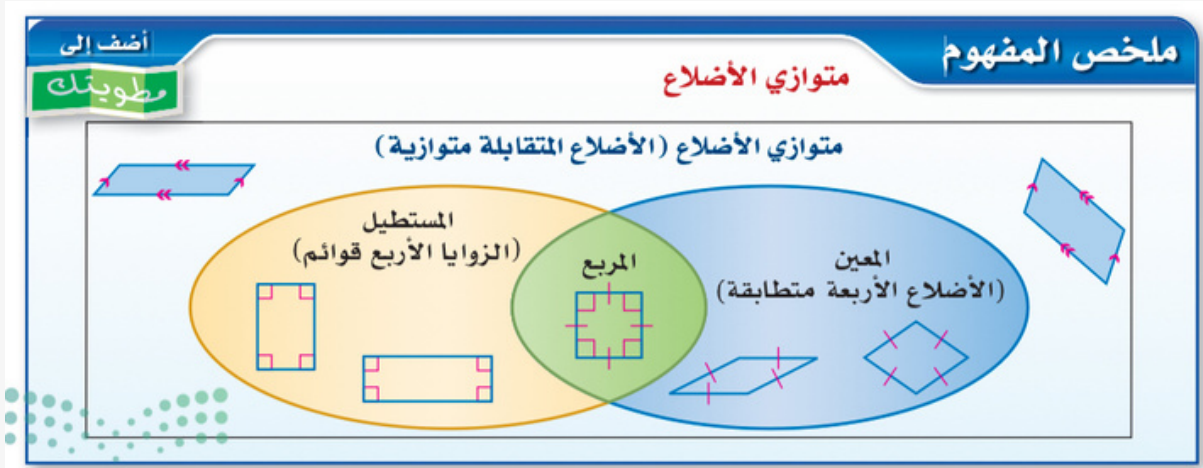 ملخص المفهوم
أضف إلى
مطويتك
متوازي الأضلاع
متوازي الأضلاع (الأضلاع المتقابلة متوازية)
المستطيل
(الزوايا الأربع قوائم)
المربع
المعين
(الأضلاع الأربعة متطابقة)